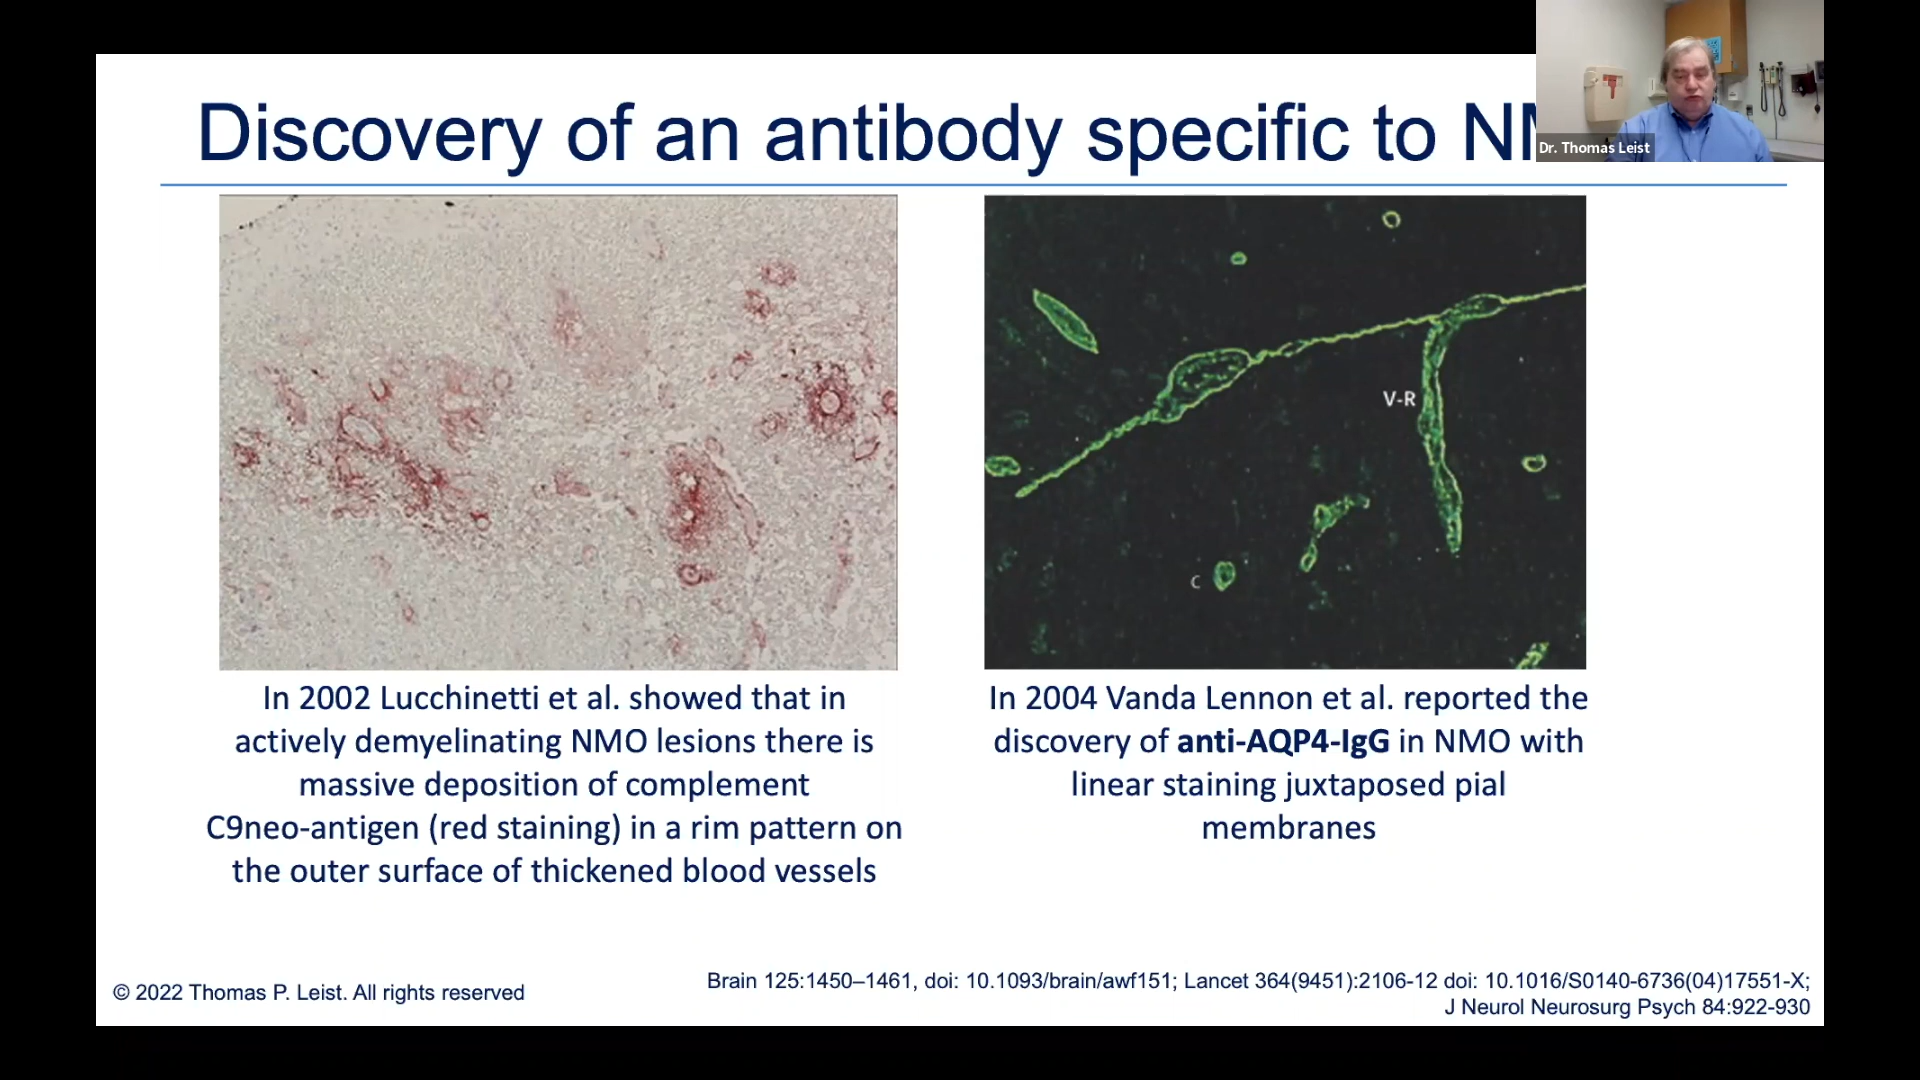 Discovery of an antibody specific to
Dr. Thomas Leist
V-R
C
In 2002 Lucchinetti et al. showed that in
actively demyelinating NMO lesions there is
massive deposition of complement
C9neo-antigen (red staining) in a rim pattern on
the outer surface of thickened blood vessels
In 2004 Vanda Lennon et al. reported the
discovery of anti-AQP4-IgG in NMO with
linear staining juxtaposed pial
membranes
© 2022 Thomas P. Leist. All rights reserved
Brain 125:1450–1461, doi: 10.1093/brain/awf151; Lancet 364(9451):2106-12 doi: 10.1016/S0140-6736(04)17551-X;
J Neurol Neurosurg Psych 84:922-930